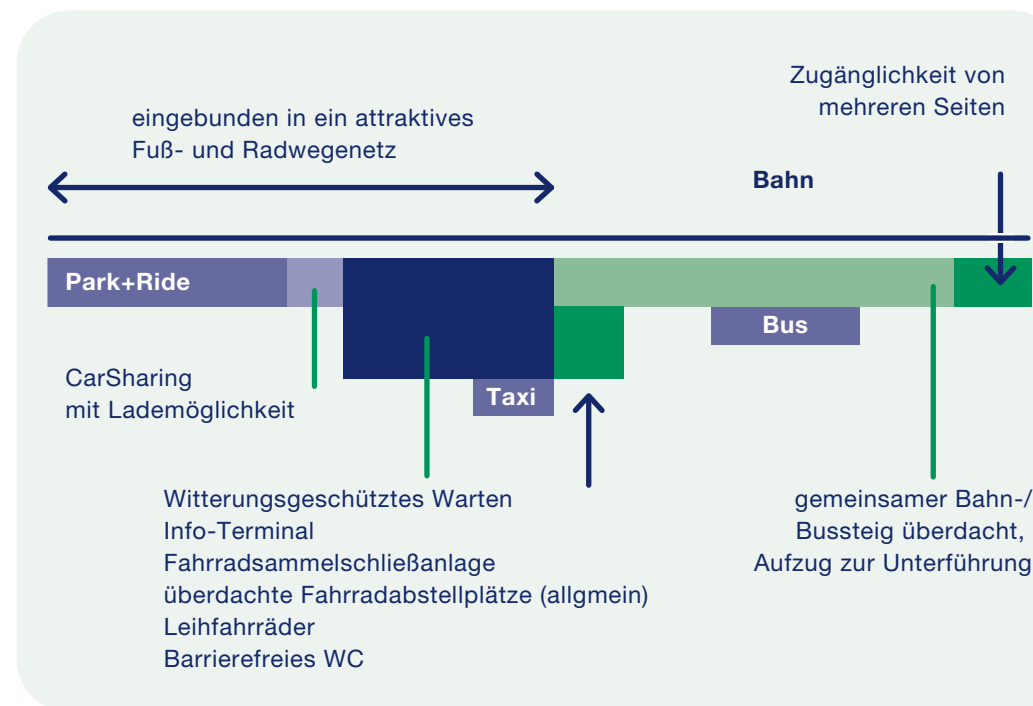 Zugänglichkeit von
mehreren Seiten
eingebunden in ein attraktives
Fuß- und Radwegenetz
Bahn
Park+Ride
Bus
CarSharing
mit Lademöglichkeit
Taxi
Witterungsgeschütztes Warten
Info-Terminal
Fahrradsammelschließanlage
überdachte Fahrradabstellplätze (allgmein)
Leihfahrräder
Barrierefreies WC
gemeinsamer Bahn-/
Bussteig überdacht,
Aufzug zur Unterführung